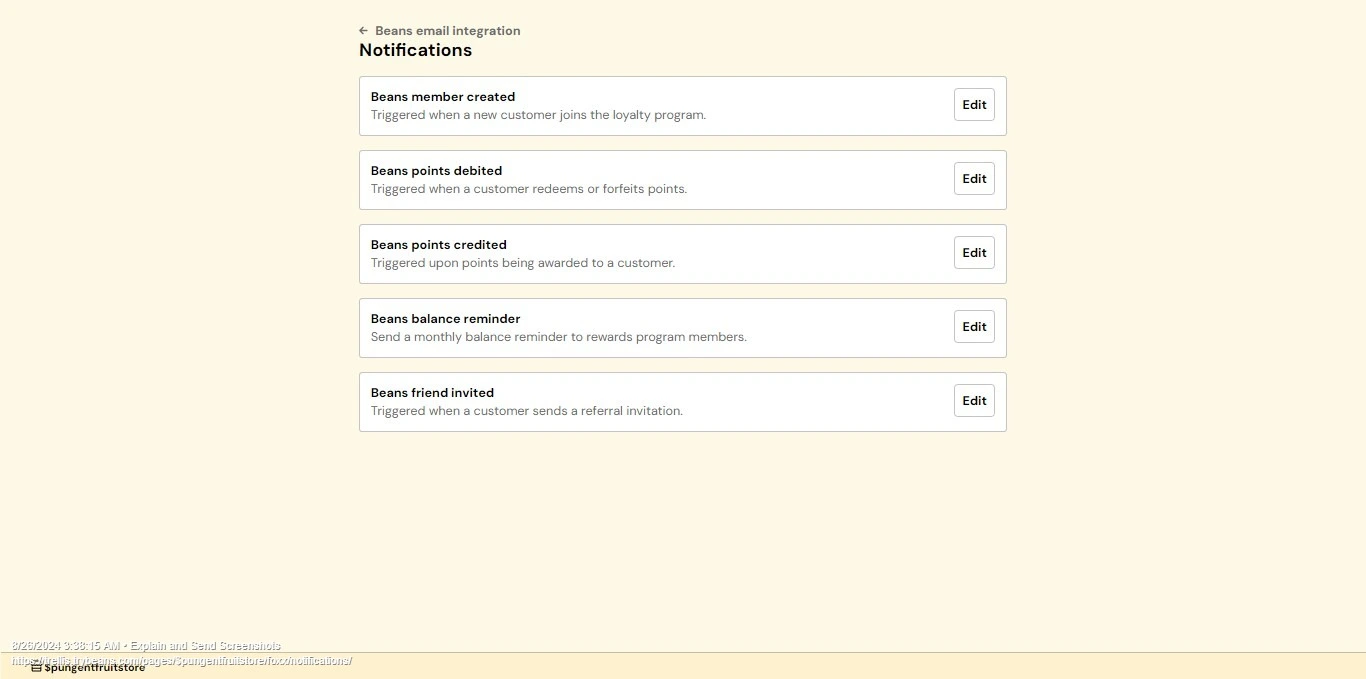 ← Beans email integration
Notifications
Beans member created
Triggered when a new customer joins the loyalty program.
Edit
Beans points debited
Triggered when a customer redeems or forfeits points.
Edit
Beans points credited
Triggered upon points being awarded to a customer.
Edit
Beans balance reminder
Send a monthly balance reminder to rewards program members.
Edit
Beans friend invited
Triggered when a customer sends a referral invitation.
Edit
8/26/2024 3:38:15 AM • Explain and Send Screenshots
https://trellis.trybeans.com/pages/$pungentfruitstore/foxx/notifications/
$pungentfruitstore